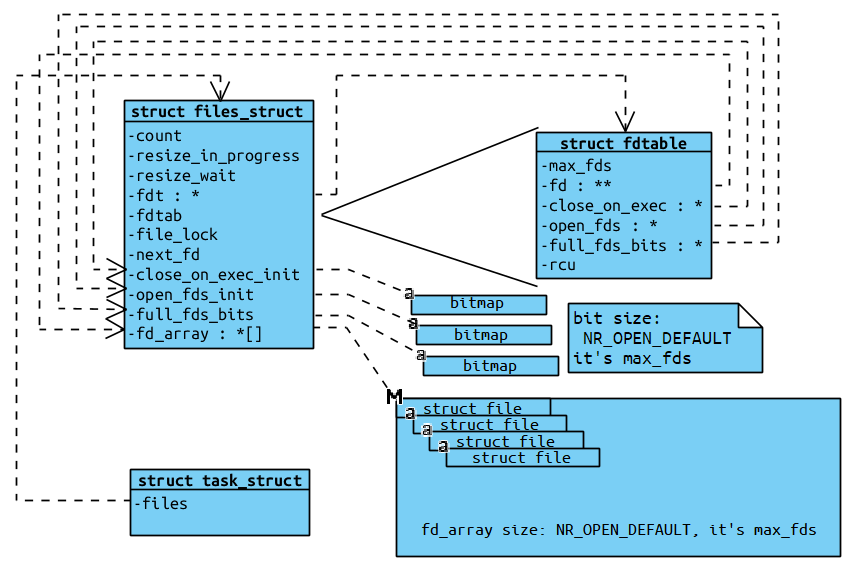 struct files_struct
-count
-resize_in_progress
-resize_wait
-fdt : *
-fdtab
-file_lock
-next_fd
-close_on_exec_init
-open_fds_init
-full_fds_bits
-fd_array : *[]
struct fdtable
-max_fds
-fd : **
-close_on_exec : *
-open_fds : *
-full_fds_bits : *
-rcu
a
bitmap
a
bitmap
a
bitmap
bit size:
NR_OPEN_DEFAULT
it's max_fds
M
struct file
a
struct file
a
struct file
a
struct file
fd_array size: NR_OPEN_DEFAULT, it's max_fds
struct task_struct
-files